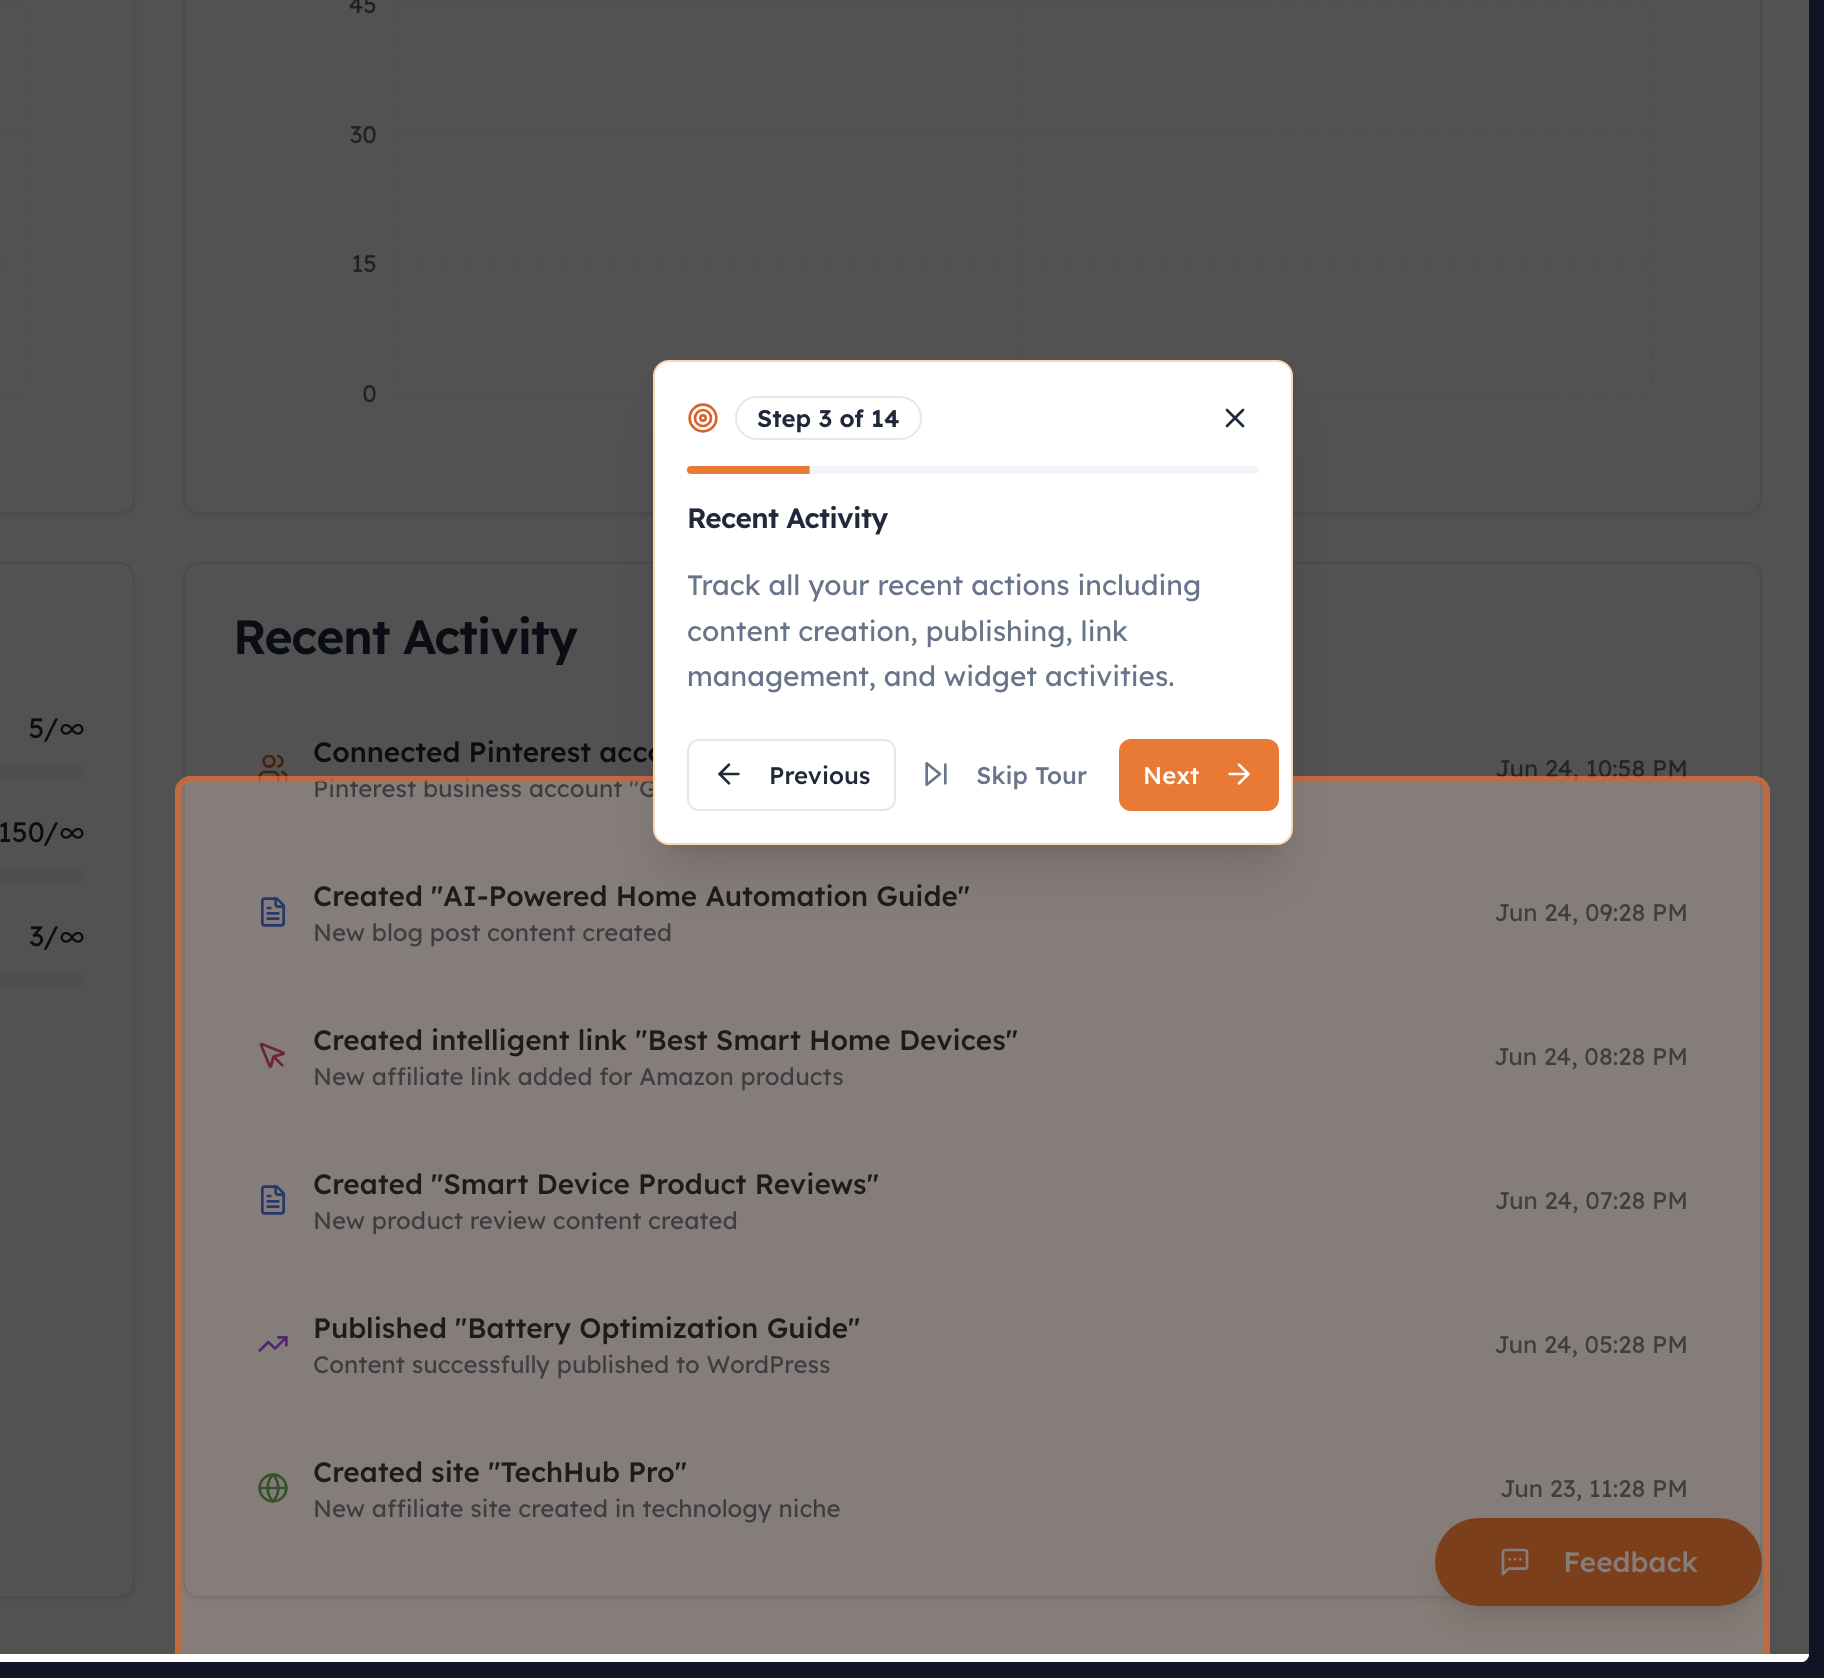 45
30
15
0
Step 3 of 14
Recent Activity
Track all your recent actions including
content creation, publishing, link
management, and widget activities.
Previous
Skip Tour
Next
5/∞
150/∞
3/∞
Recent Activity
Connected Pinterest
Pinterest business account
Jun 24, 10:58 PM
Created "AI-Powered Home Automation Guide"
New blog post content created
Jun 24, 09:28 PM
Created intelligent link "Best Smart Home Devices"
New affiliate link added for Amazon products
Jun 24, 08:28 PM
Created "Smart Device Product Reviews"
New product review content created
Jun 24, 07:28 PM
Published "Battery Optimization Guide"
Content successfully published to WordPress
Jun 24, 05:28 PM
Created site "TechHub Pro"
New affiliate site created in technology niche
Jun 23, 11:28 PM
Feedback